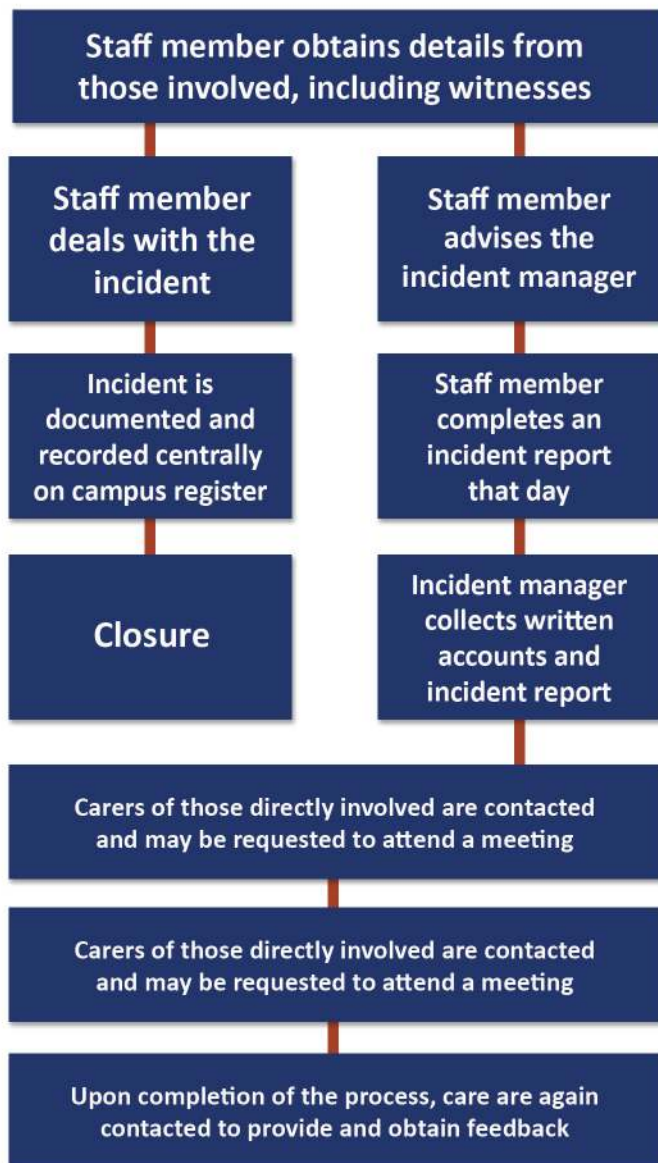 Staff member obtains details from
those involved, including witnesses
Staff member
deals with the
incident
Incident is
documented and
recorded centrally
on campus register
Closure
Staff member
advises the
incident manager
Staff member
completes an
incident report
that day
Incident manager
collects written
accounts and
incident report
Carers of those directly involved are contacted
and may be requested to attend a meeting
Carers of those directly involved are contacted
and may be requested to attend a meeting
Upon completion of the process, care are again
contacted to provide and obtain feedback